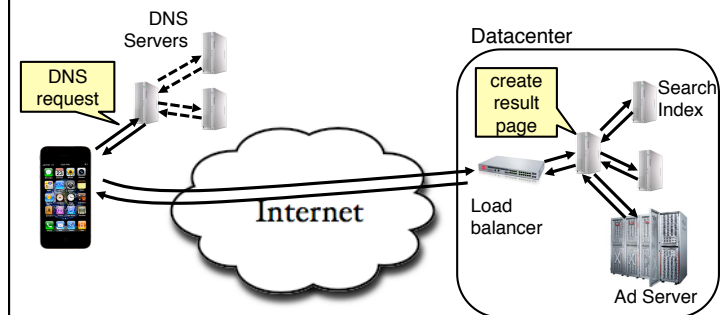 DNS
Servers
DNS
request
Internet
Datacenter
create
result
page
Search
Index
Load
balancer
Ad Server